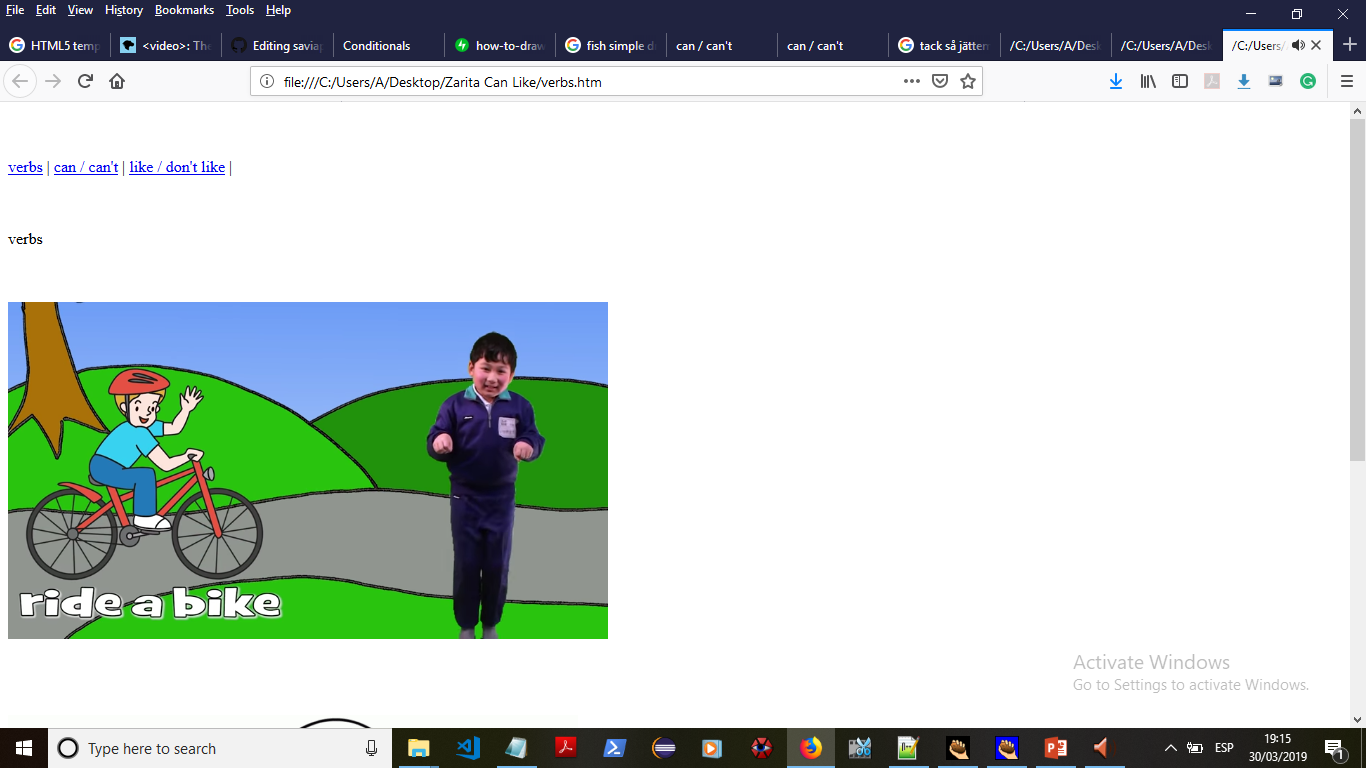 File Edit View History Bookmarks Tools Help
HTML5 temp <video>: The Editing savia Conditionals how-to-draw fish simple d can / can't can / can't tack så jättem /C:/Users/A/Desk /C:/Users/A/Desk /C:/Users/
file:///C:/Users/A/Desktop/Zarita Can Like/verbs.htm
verbs | can / can't | like / don't like |
verbs
ride a bike
Activate Windows
Go to Settings to activate Windows.
Type here to search
ESP
19:15
30/03/2019
1